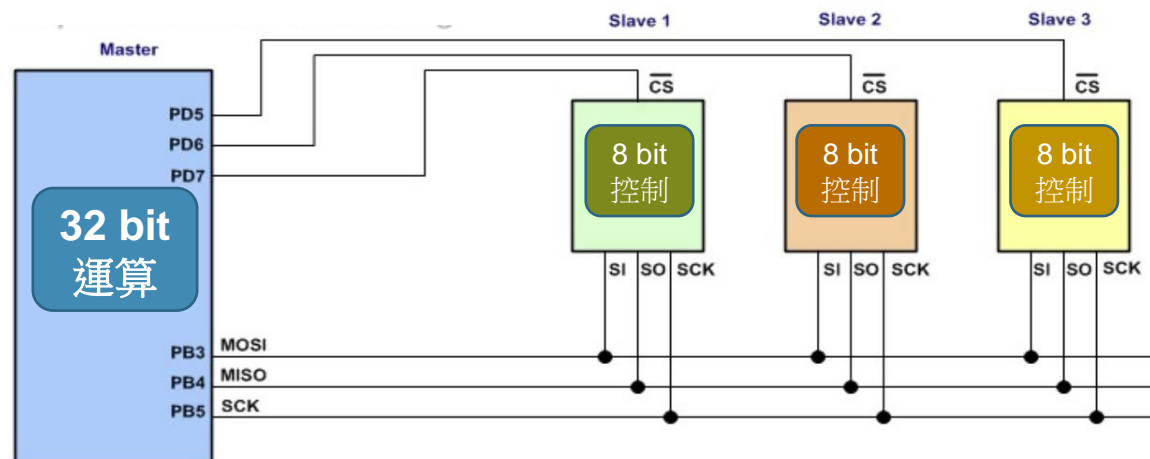 Slave 1
Slave 2
Slave 3
Master
CS
CS
CS
PD5
PD6
PD7
8 bit
控制
8 bit
控制
8 bit
控制
32 bit
運算
SI SO SCK
SI SO SCK
SI SO SCK
PB3 MOSI
PB4 MISO
PB5 SCK